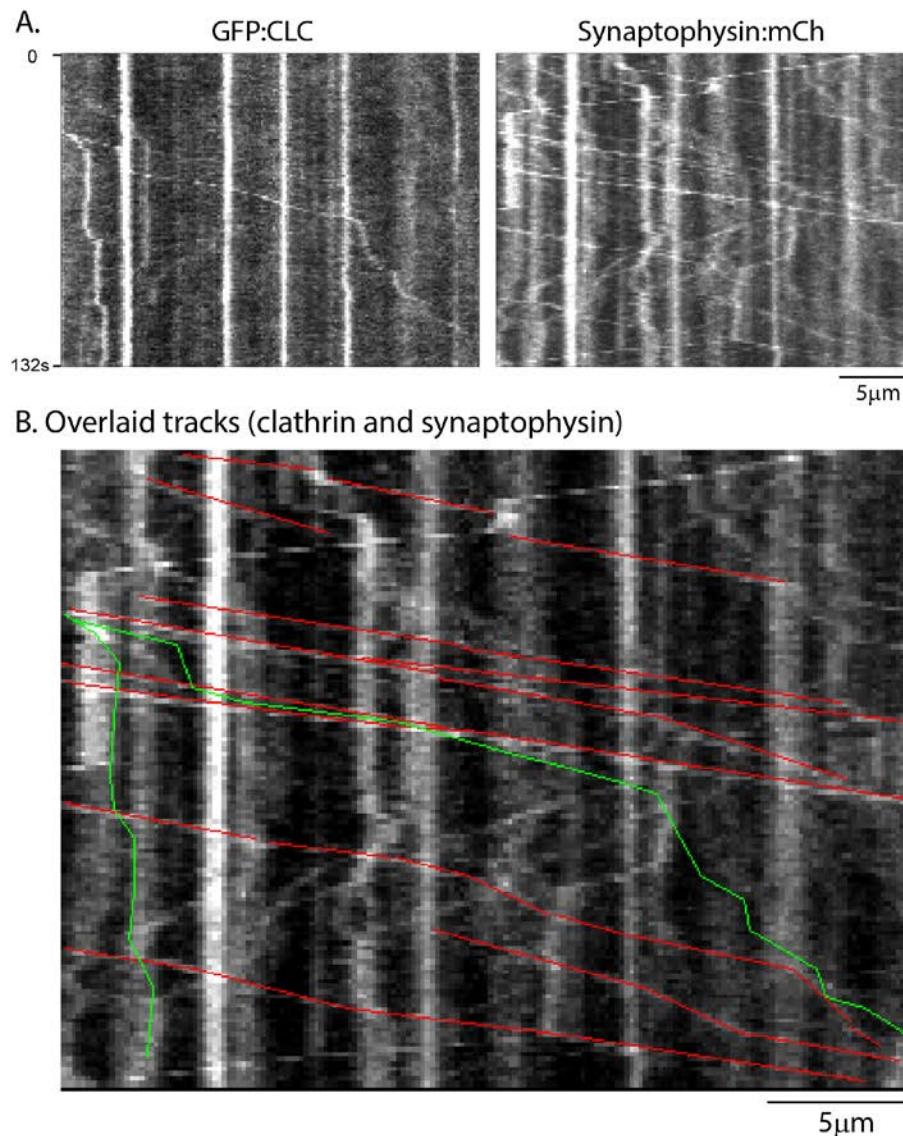 A.
GFP:CLC
Synaptophysin:mCh
0
132s
5μm
B. Overlaid tracks (clathrin and synaptophysin)
5μm